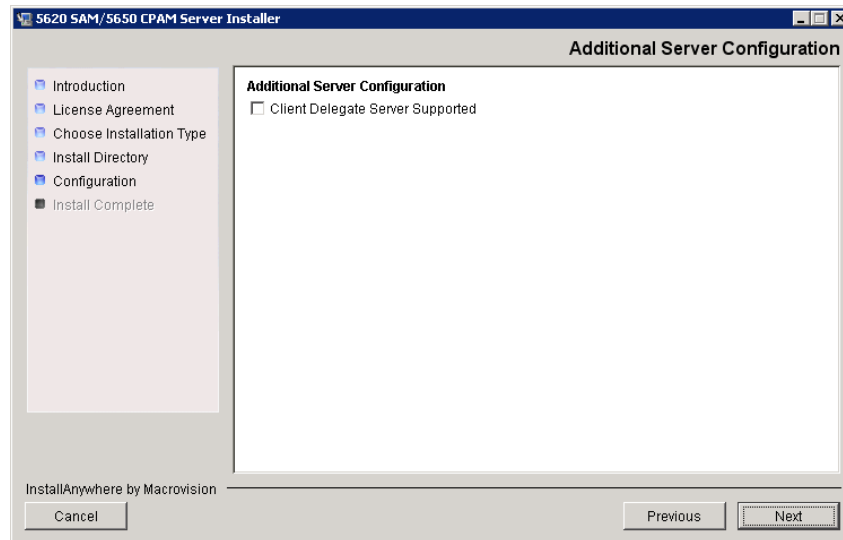 5620 SAM/5650 CPAM Server Installer
Additional Server Configuration
Introduction
License Agreement
Choose Installation Type
Install Directory
Configuration
Install Complete
Additional Server Configuration
Client Delegate Server Supported
InstallAnywhere by Macrovision
Cancel
Previous
Next